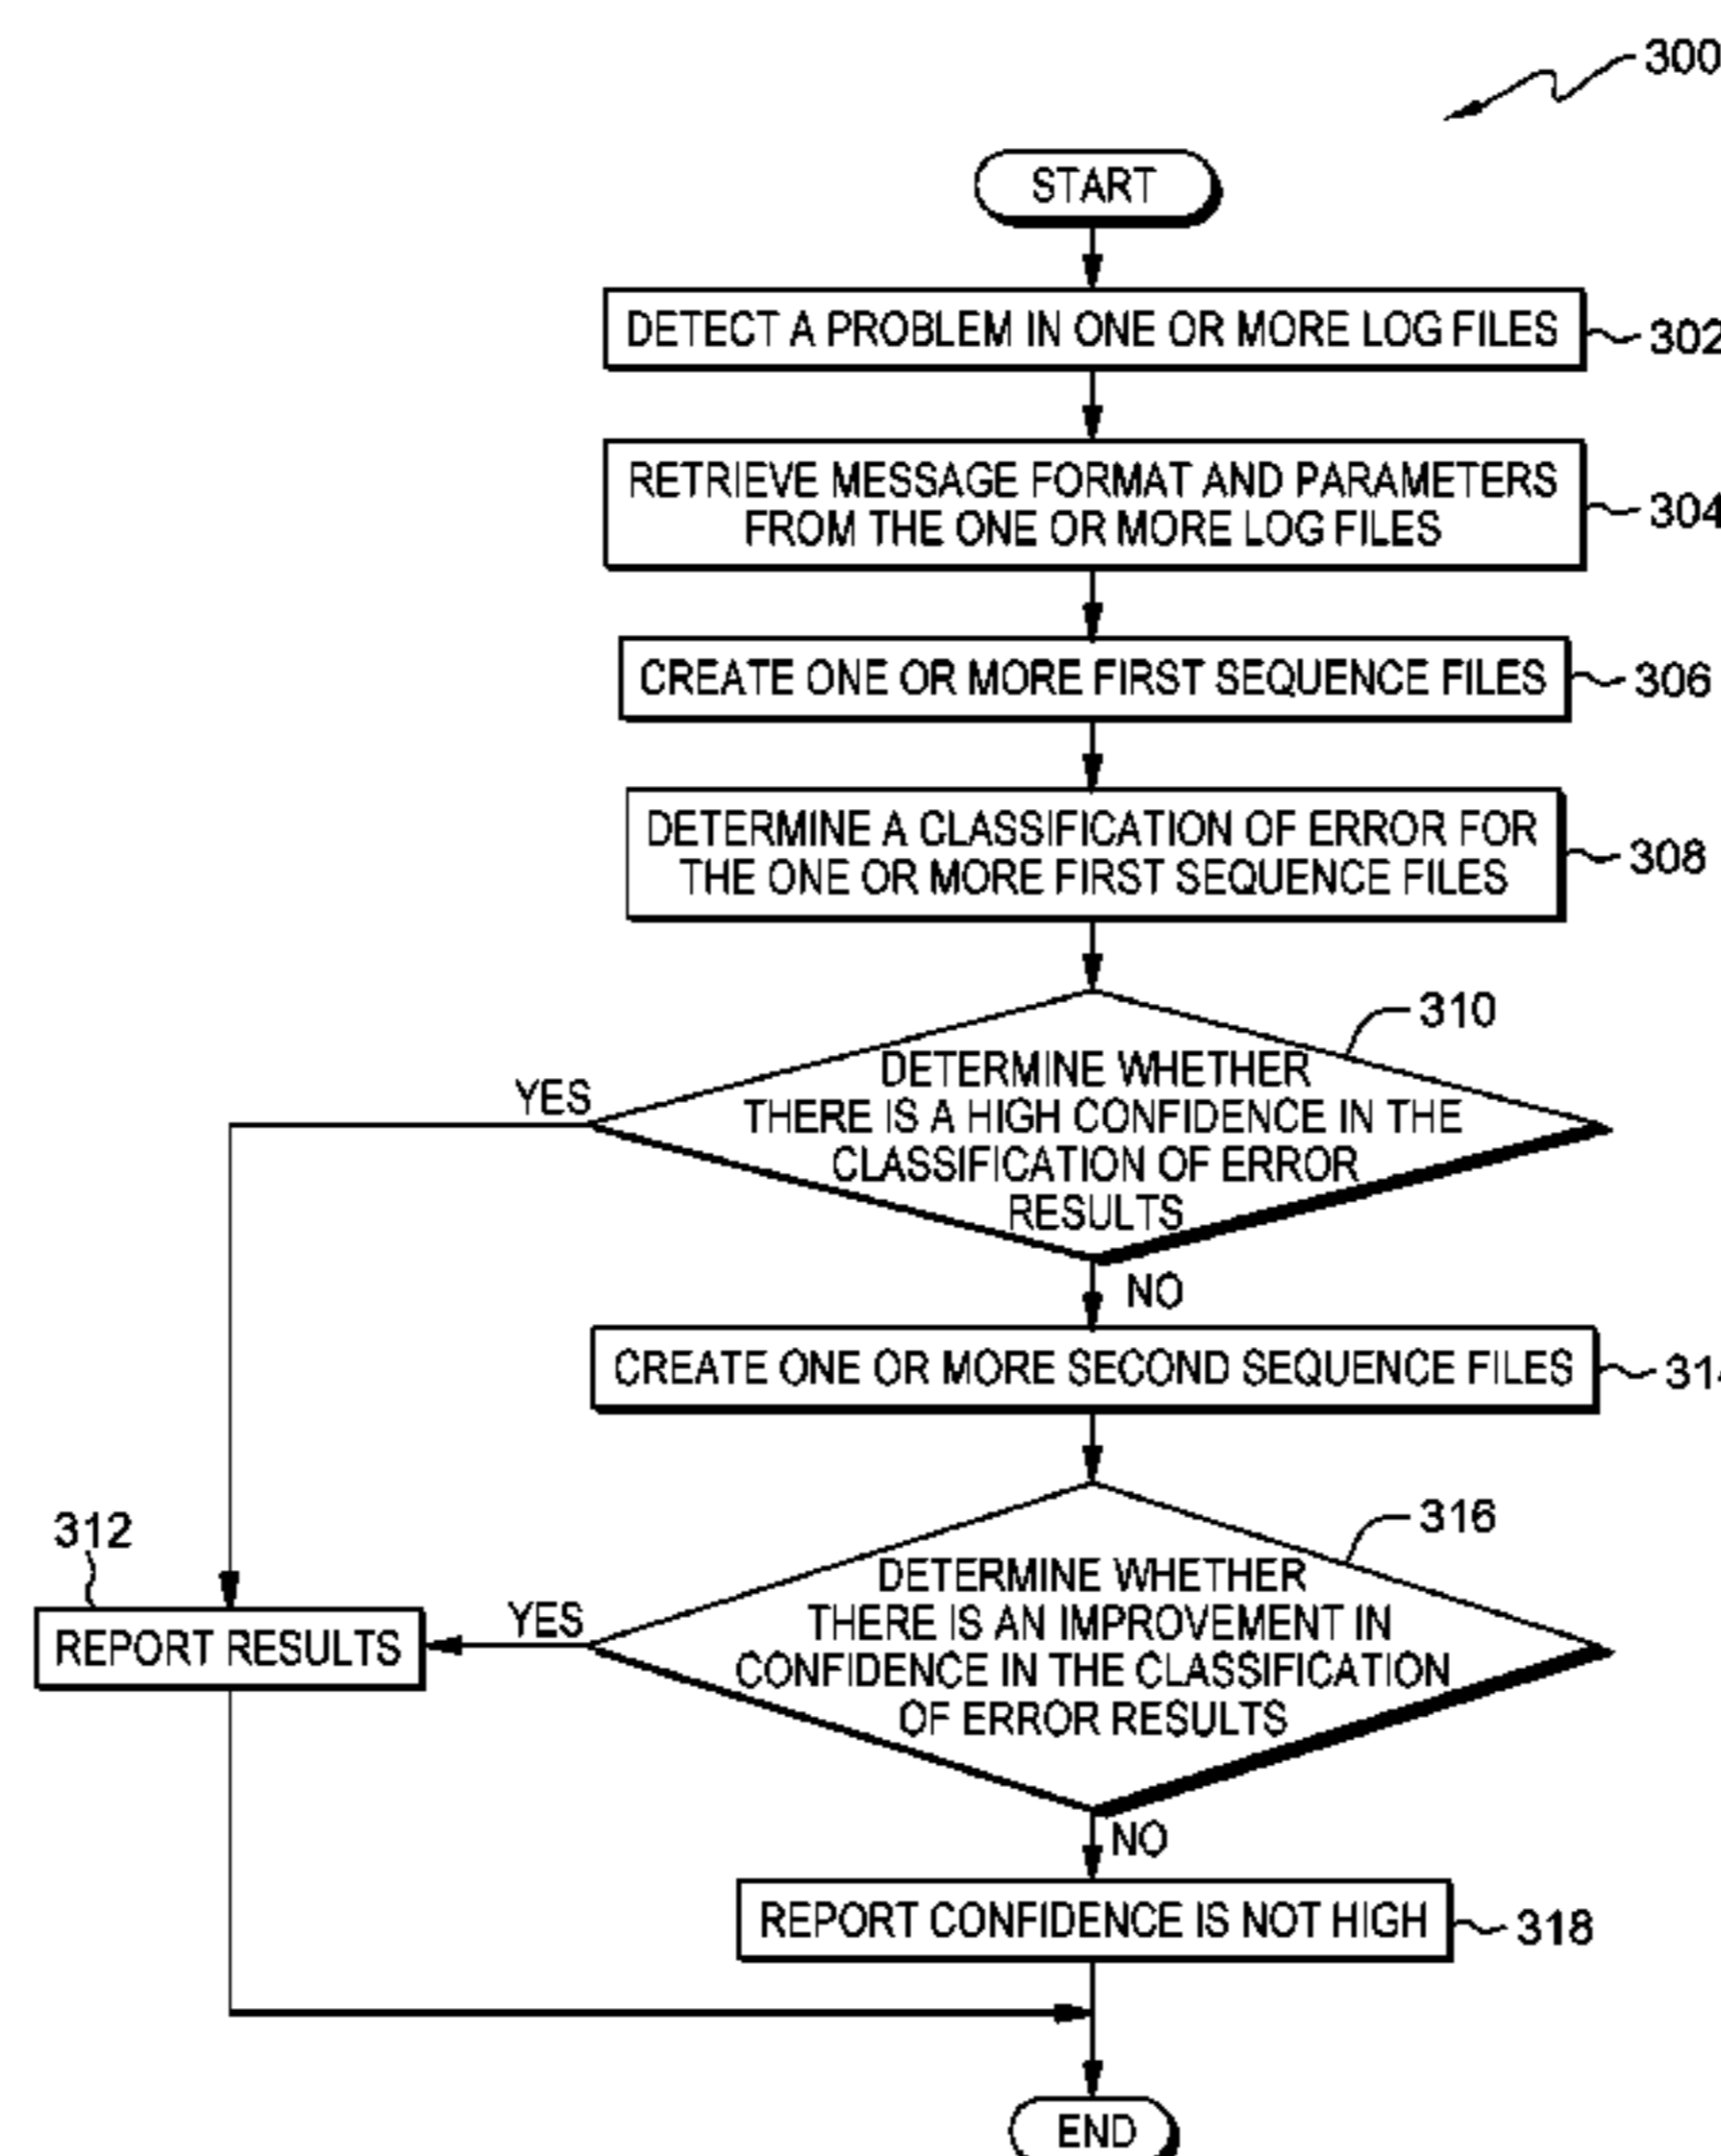 300
START
DETECT A PROBLEM IN ONE OR MORE LOG FILES
302
RETRIEVE MESSAGE FORMAT AND PARAMETERS
FROM THE ONE OR MORE LOG FILES
304
CREATE ONE OR MORE FIRST SEQUENCE FILES
306
DETERMINE A CLASSIFICATION OF ERROR FOR
THE ONE OR MORE FIRST SEQUENCE FILES
308
310
DETERMINE WHETHER
THERE IS A HIGH CONFIDENCE IN THE
CLASSIFICATION OF ERROR
RESULTS
YES
NO
CREATE ONE OR MORE SECOND SEQUENCE FILES
314
312
REPORT RESULTS
YES
316
DETERMINE WHETHER
THERE IS AN IMPROVEMENT IN
CONFIDENCE IN THE CLASSIFICATION
OF ERROR RESULTS
NO
REPORT CONFIDENCE IS NOT HIGH
318
END